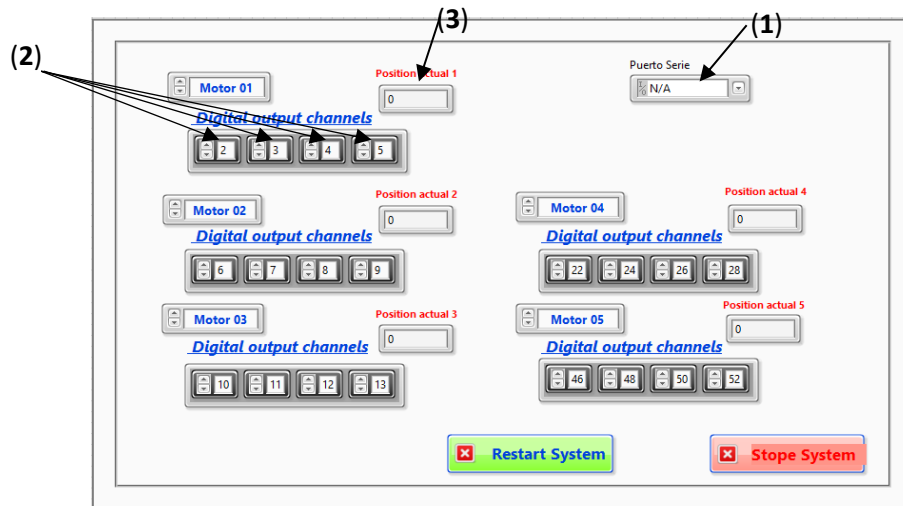 (3)
(1)
(2)
Position actual 1
Puerto Serie
Motor 01
0
N/A
Digital output channels
2 3 4 5
Position actual 2
Position actual 4
Motor 02
0
Motor 04
0
Digital output channels
Digital output channels
6 7 8 9
22 24 26 28
Motor 03
Position actual 3
Motor 05
Position actual 5
0
0
Digital output channels
Digital output channels
10 11 12 13
46 48 50 52
Restart System
Stope System